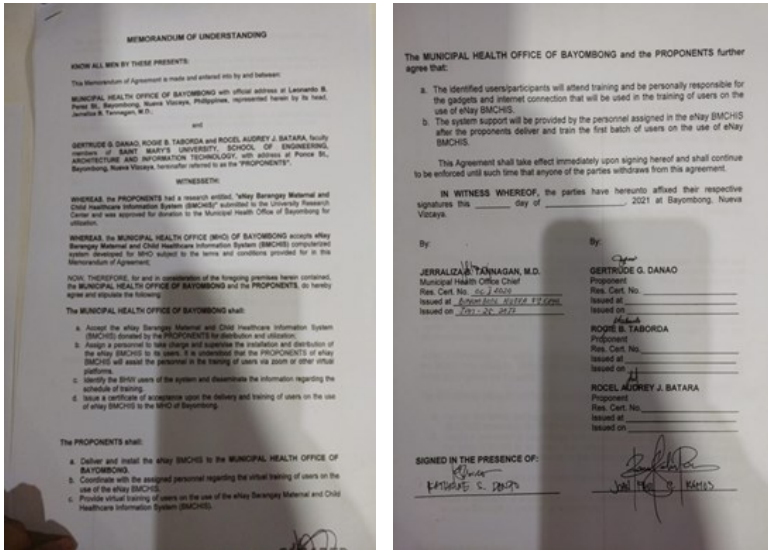 MEMORANDUM OF UNDERSTANDING
KNOW ALL MEN BY THESE PRESENTS:
This Memorandum of Agreement is made and entered into by and between:
MUNICIPAL HEALTH OFFICE OF BAYOMBONG with official address at Leonardo B.
Perez St., Bayombong, Nueva Vizcaya, Philippines, represented herein by its head,
Jerraliza B. Tannagan, M.D.,
and
GERTRUDE G. DANAO, ROGIE B. TABORDA and ROCEL AUDREY J. BATARA, faculty
members of SAINT MARY'S UNIVERSITY, SCHOOL OF ENGINEERING,
ARCHITECTURE AND INFORMATION TECHNOLOGY, with address at Ponce St.,
Bayombong, Nueva Vizcaya, hereinafter referred to as the "PROPONENTS".
WITNESSETH:
WHEREAS, the PROPONENTS had a research entitled, "eNay Barangay Maternal and
Child Healthcare Information System (BMCHIS)" submitted to the University Research
Center and was approved for donation to the Municipal Health Office of Bayombong for
utilization.
WHEREAS, the MUNICIPAL HEALTH OFFICE (MHO) OF BAYOMBONG accepts eNay
Barangay Maternal and Child Healthcare Information System (BMCHIS) computerized
system developed for MHO subject to the terms and conditions provided for in this
Memorandum of Agreement;
NOW, THEREFORE, for and in consideration of the foregoing premises herein contained,
the MUNICIPAL HEALTH OFFICE OF BAYOMBONG and the PROPONENTS, do hereby
agree and stipulate the following:
The MUNICIPAL HEALTH OFFICE OF BAYOMBONG shall:
a. Accept the eNay Barangay Maternal and Child Healthcare Information System
(BMCHIS) donated by the PROPONENTS for distribution and utilization;
b. Assign a personnel to take charge and supervise the installation and distribution of
the eNay BMCHIS to its users. It is understood that the PROPONENTS of eNay
BMCHIS will assist the personnel in the training of users via zoom or other virtual
platforms.
c. Identify the BHW users of the system and disseminate the information regarding the
schedule of training.
d. Issue a certificate of acceptance upon the delivery and training of users on the use
of eNay BMCHIS to the MHO of Bayombong.
The PROPONENTS shall:
a. Deliver and install the eNay BMCHIS to the MUNICIPAL HEALTH OFFICE OF
BAYOMBONG.
b. Coordinate with the assigned personnel regarding the virtual training of users on the
use of the eNay BMCHIS.
c. Provide virtual training of users on the use of the eNay Barangay Maternal and Child
Healthcare Information System (BMCHIS).
The MUNICIPAL HEALTH OFFICE OF BAYOMBONG and the PROPONENTS further
agree that:
a. The identified users/participants will attend training and be personally responsible for
the gadgets and internet connection that will be used in the training of users on the
use of eNay BMCHIS.
b. The system support will be provided by the personnel assigned in the eNay BMCHIS
after the proponents deliver and train the first batch of users on the use of eNay
BMCHIS.
This Agreement shall take effect immediately upon signing hereof and shall continue
to be enforced until such time that anyone of the parties withdraws from this agreement.
IN WITNESS WHEREOF, the parties have hereunto affixed their respective
signatures this ______ day of ______________, 2021 at Bayombong, Nueva
Vizcaya.
By:
JERRALIZA B. TANNAGAN, M.D.
Municipal Health Office Chief
Res. Cert. No.
Issued at
Issued on
By:
GERTRUDE G. DANAO
Proponent
Res. Cert. No.
Issued at
Issued on
ROGIE B. TABORDA
Proponent
Res. Cert. No.
Issued at
Issued on
ROCEL AUDREY J. BATARA
Proponent
Res. Cert. No.
Issued at
Issued on
SIGNED IN THE PRESENCE OF:
KATHERINE S.
RAMOS